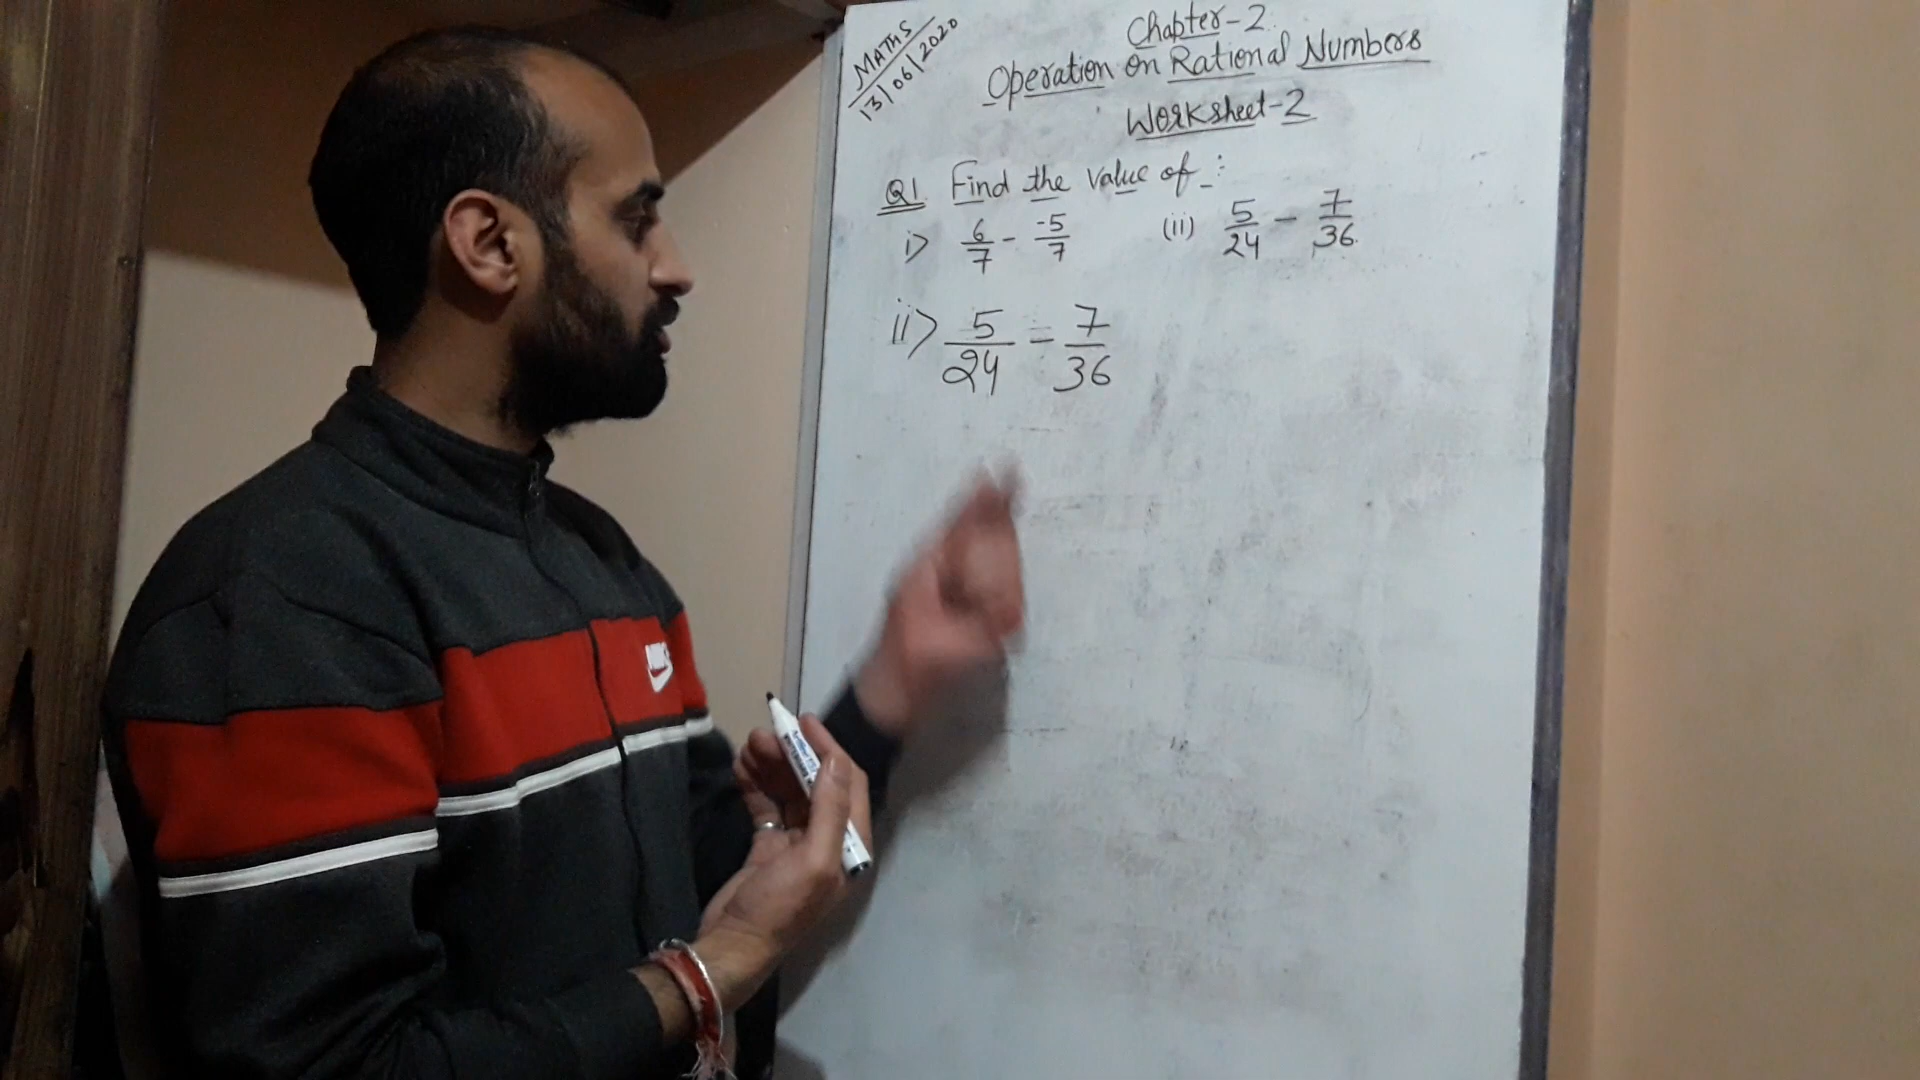 MATHS
13/06/2020
Chapter-2.
Operation on Rational Numbers
Worksheet-2
Q1. Find the value of :
i) 6/7 - -5/7 (ii) 5/24 - 7/36.
ii) 5/24 = 7/36